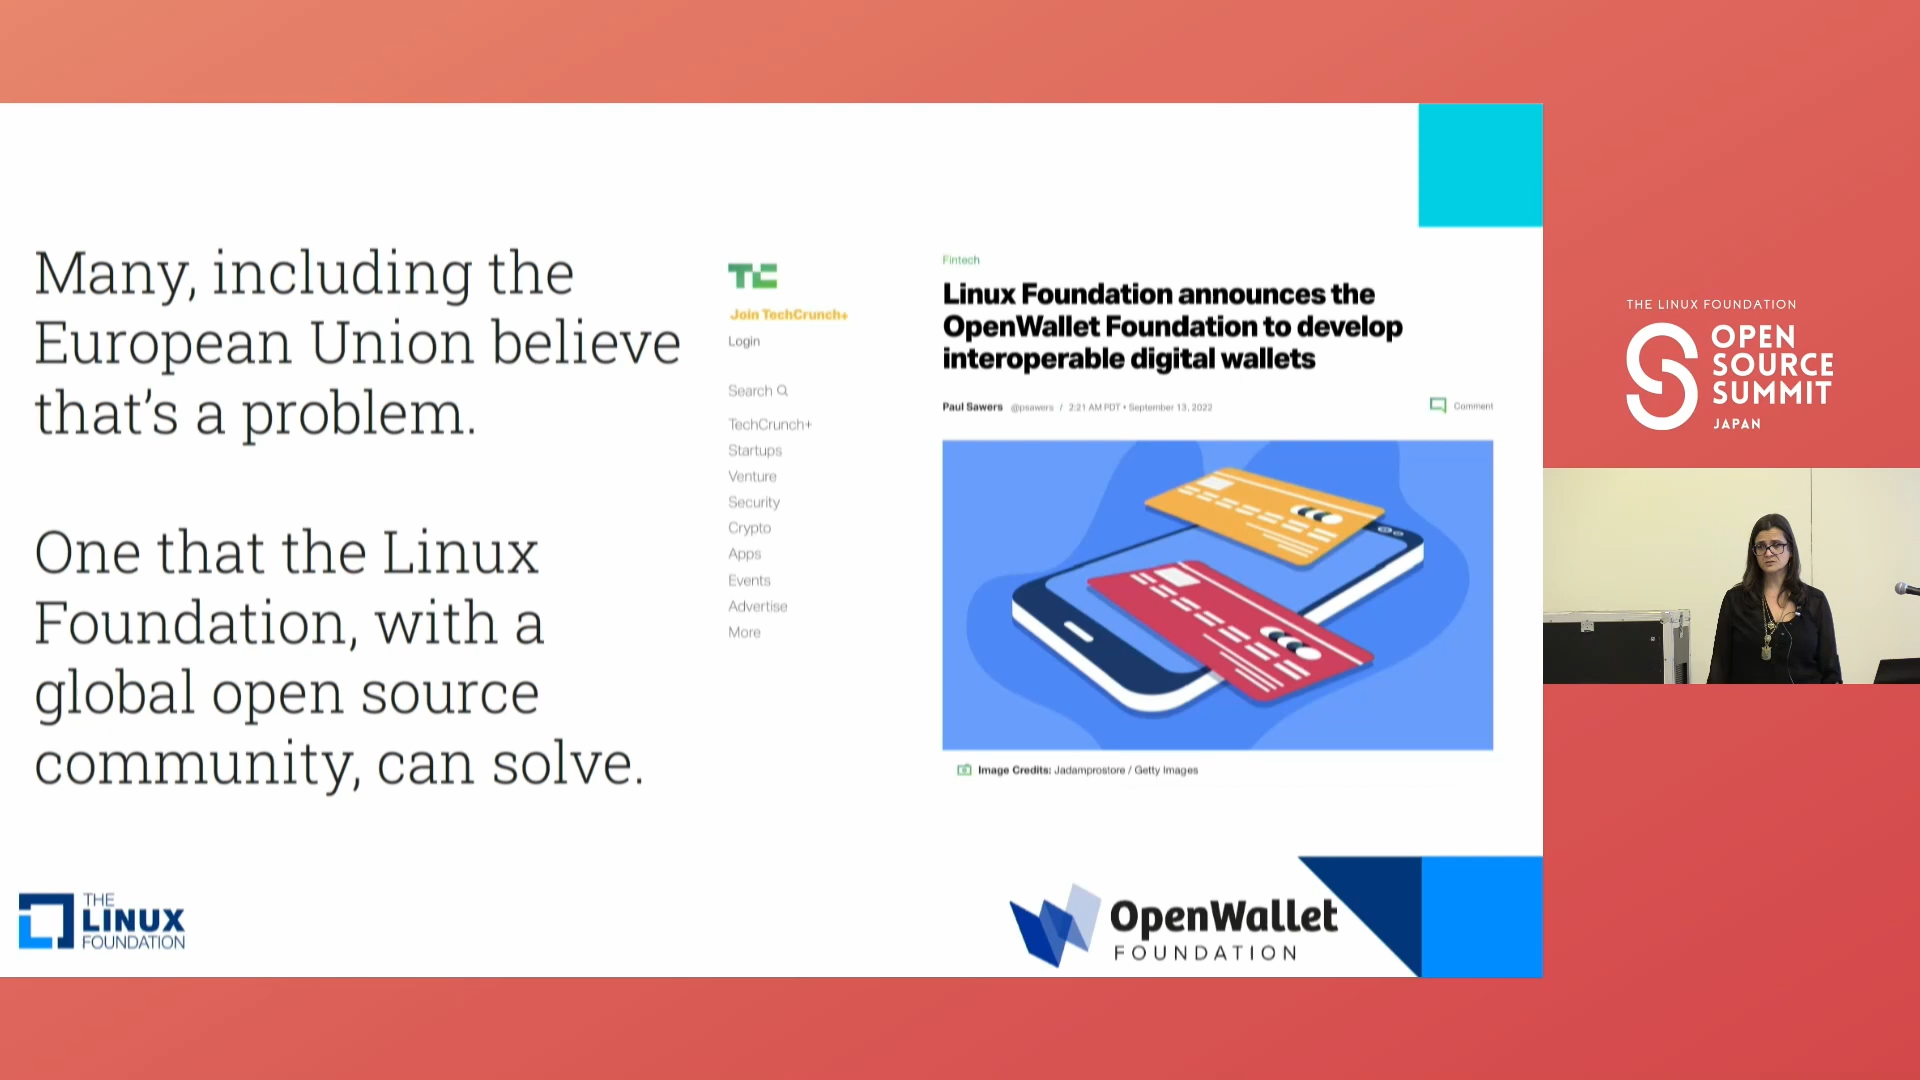 Many, including the
European Union believe
that's a problem.
One that the Linux
Foundation, with a
global open source
community, can solve.
TC
Join TechCrunch+
Login
Search
TechCrunch+
Startups
Venture
Security
Crypto
Apps
Events
Advertise
More
Fintech
Linux Foundation announces the
OpenWallet Foundation to develop
interoperable digital wallets
Paul Sawers @psawers / 2:21 AM PDT • September 13, 2022
Comment
Image Credits: Jadamprostore / Getty Images
THE
LINUX
FOUNDATION
OpenWallet
FOUNDATION
THE LINUX FOUNDATION
OPEN
SOURCE
SUMMIT
JAPAN